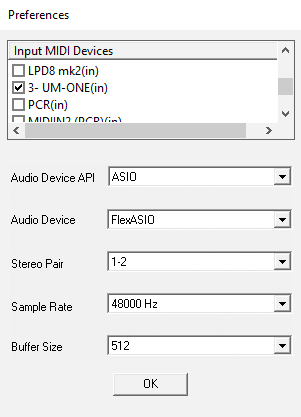 Preferences
Input MIDI Devices
LPD8 mk2(in)
3- UM-ONE(in)
PCR(in)
MIDIIN2 (PCR)(in)
Audio Device API ASIO
Audio Device FlexASIO
Stereo Pair 1-2
Sample Rate 48000 Hz
Buffer Size 512
OK